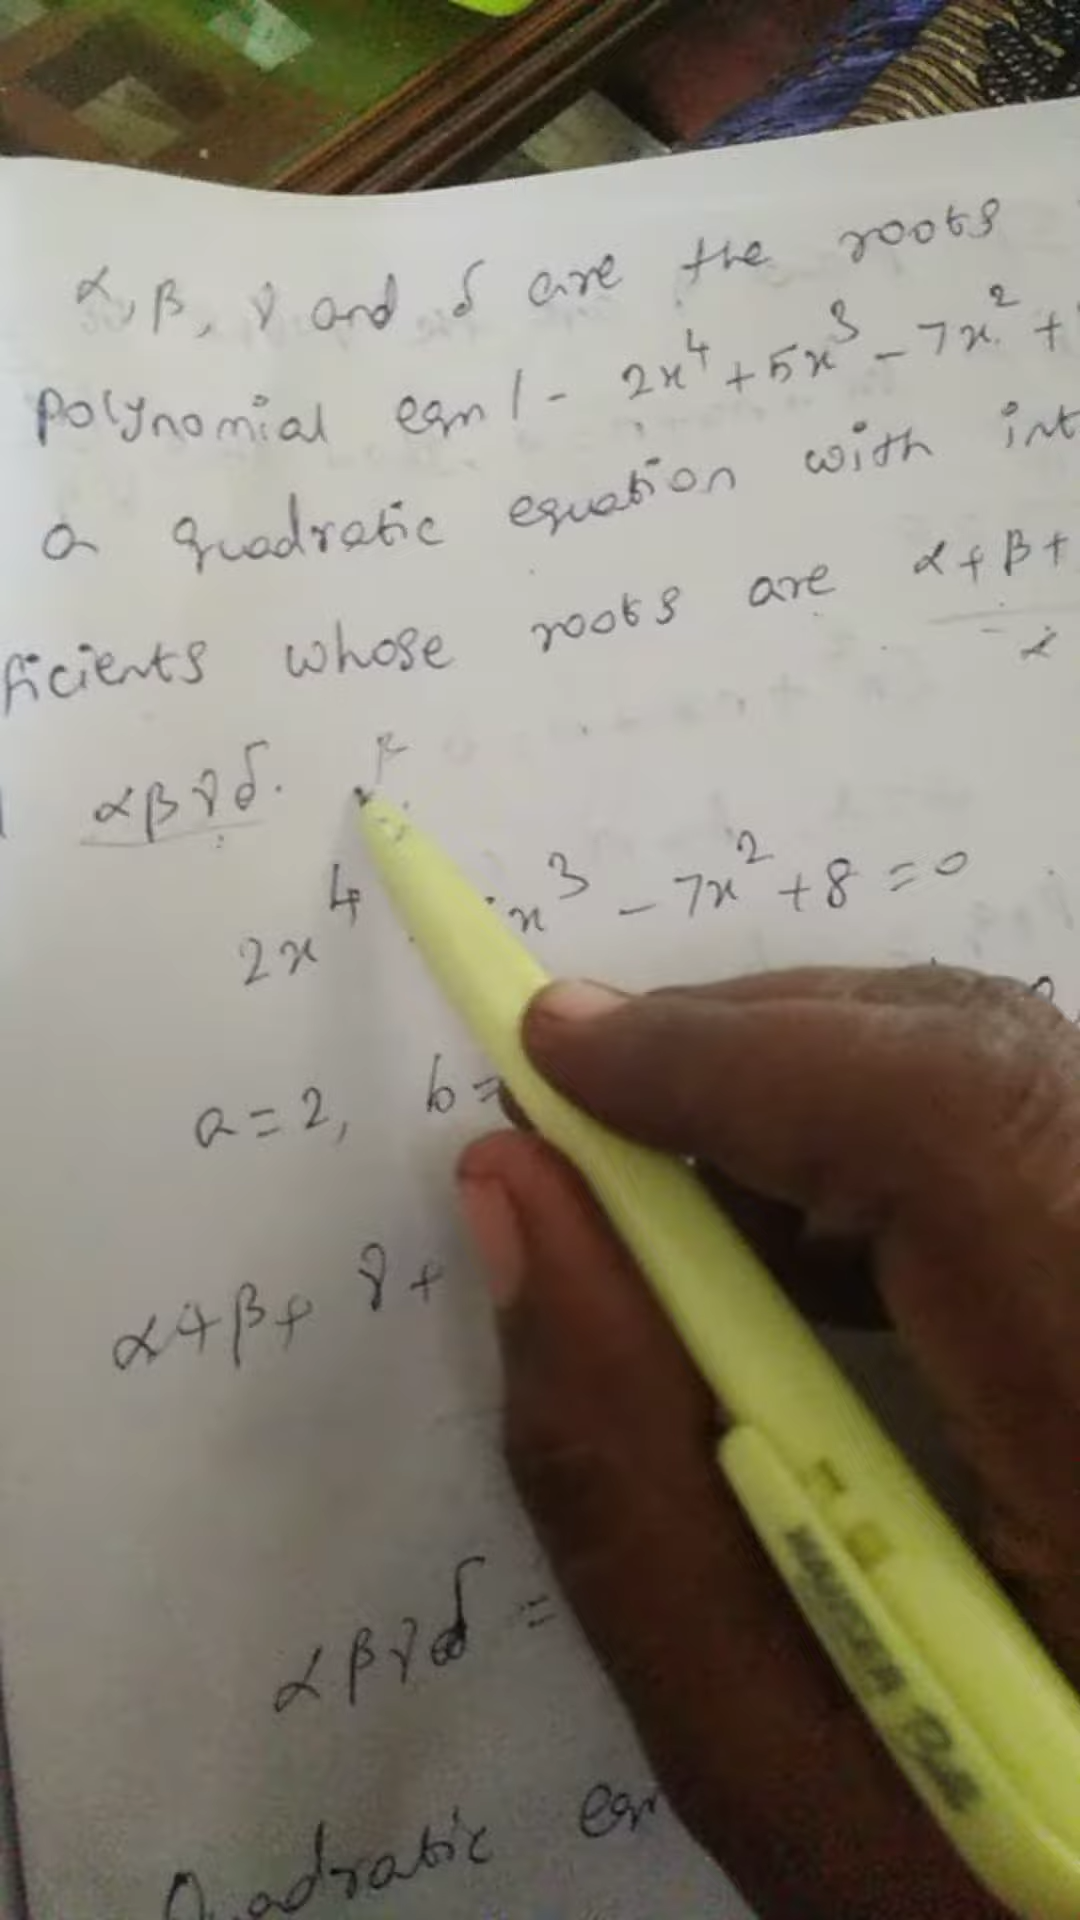 α, β, γ and δ are the roots
polynomial eqn /- 2x⁴ + 5x³ - 7x² +
a quadratic equation with int
ficients whose roots are α + β +
αβγδ.
2x⁴ x³ - 7x² + 8 = 0
a = 2, b =
α + β + γ +
αβγδ =
Quadratic eqn